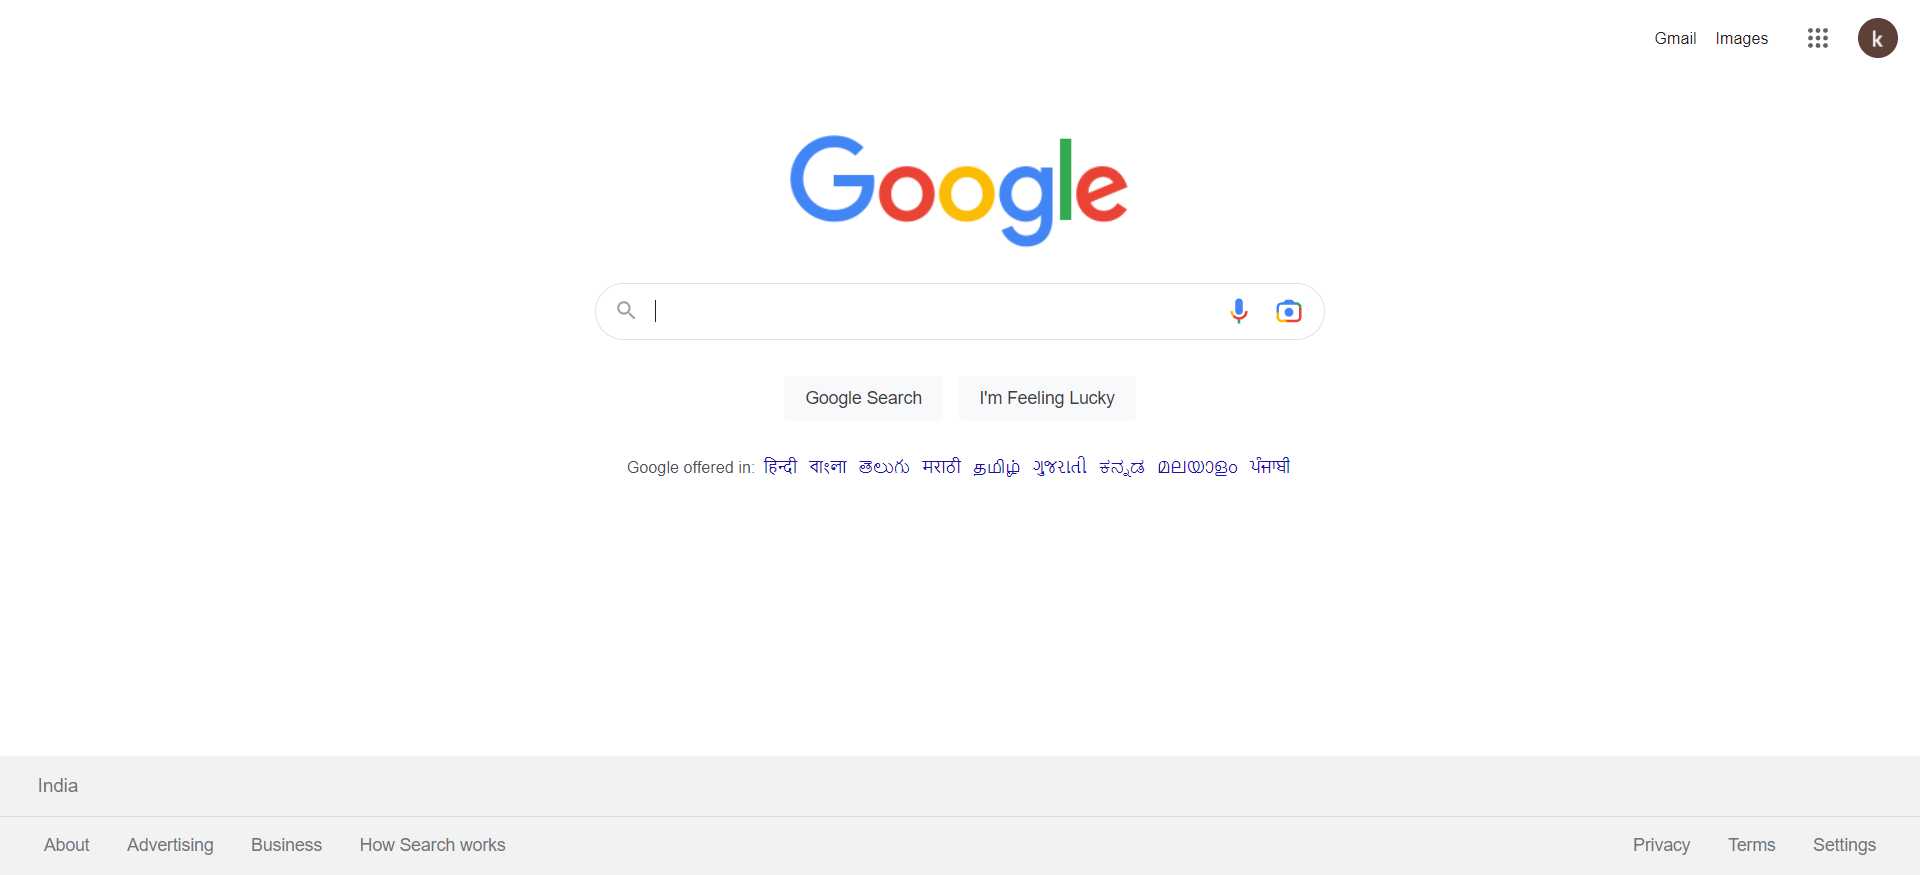 Gmail Images k
Google
Google Search I'm Feeling Lucky
Google offered in: हिन्दी বাংলা తెలుగు मराठी தமிழ் ગુજરાતી ಕನ್ನಡ മലയാളം ਪੰਜਾਬੀ
India
About Advertising Business How Search works Privacy Terms Settings